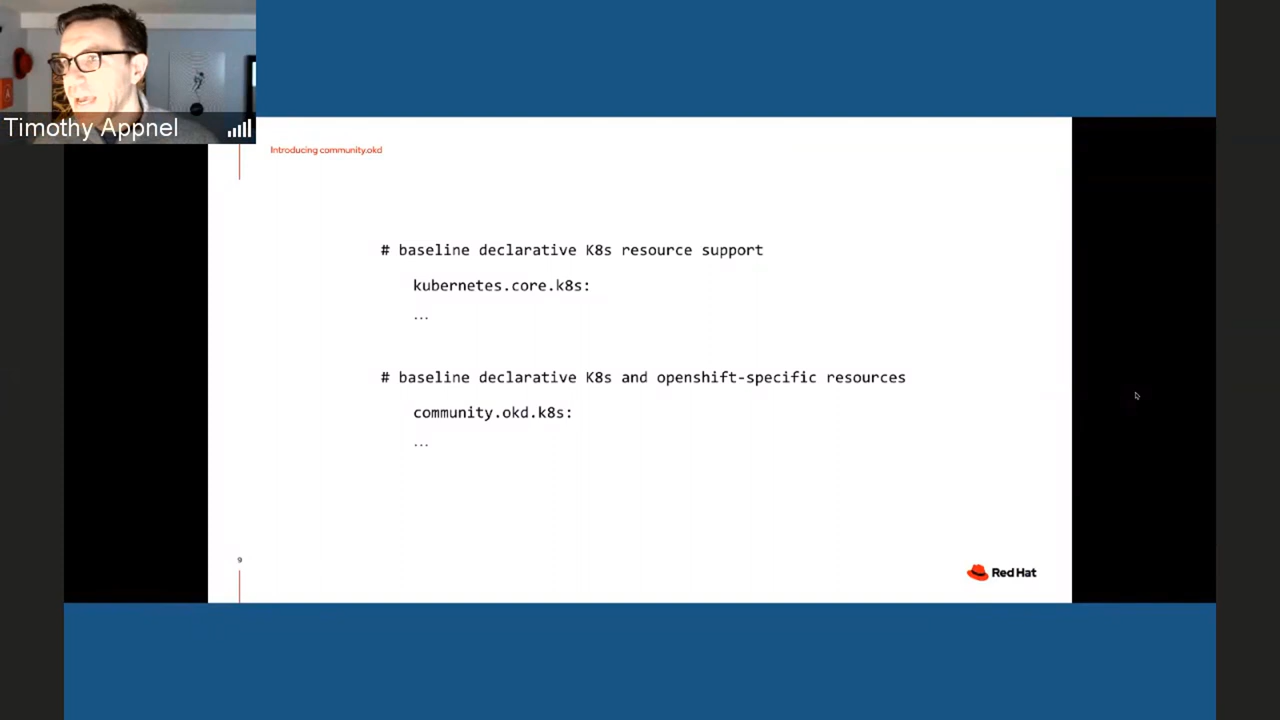 Timothy Appnel
Introducing community.okd
# baseline declarative K8s resource support
kubernetes.core.k8s:
...
# baseline declarative K8s and openshift-specific resources
community.okd.k8s:
...
9
Red Hat